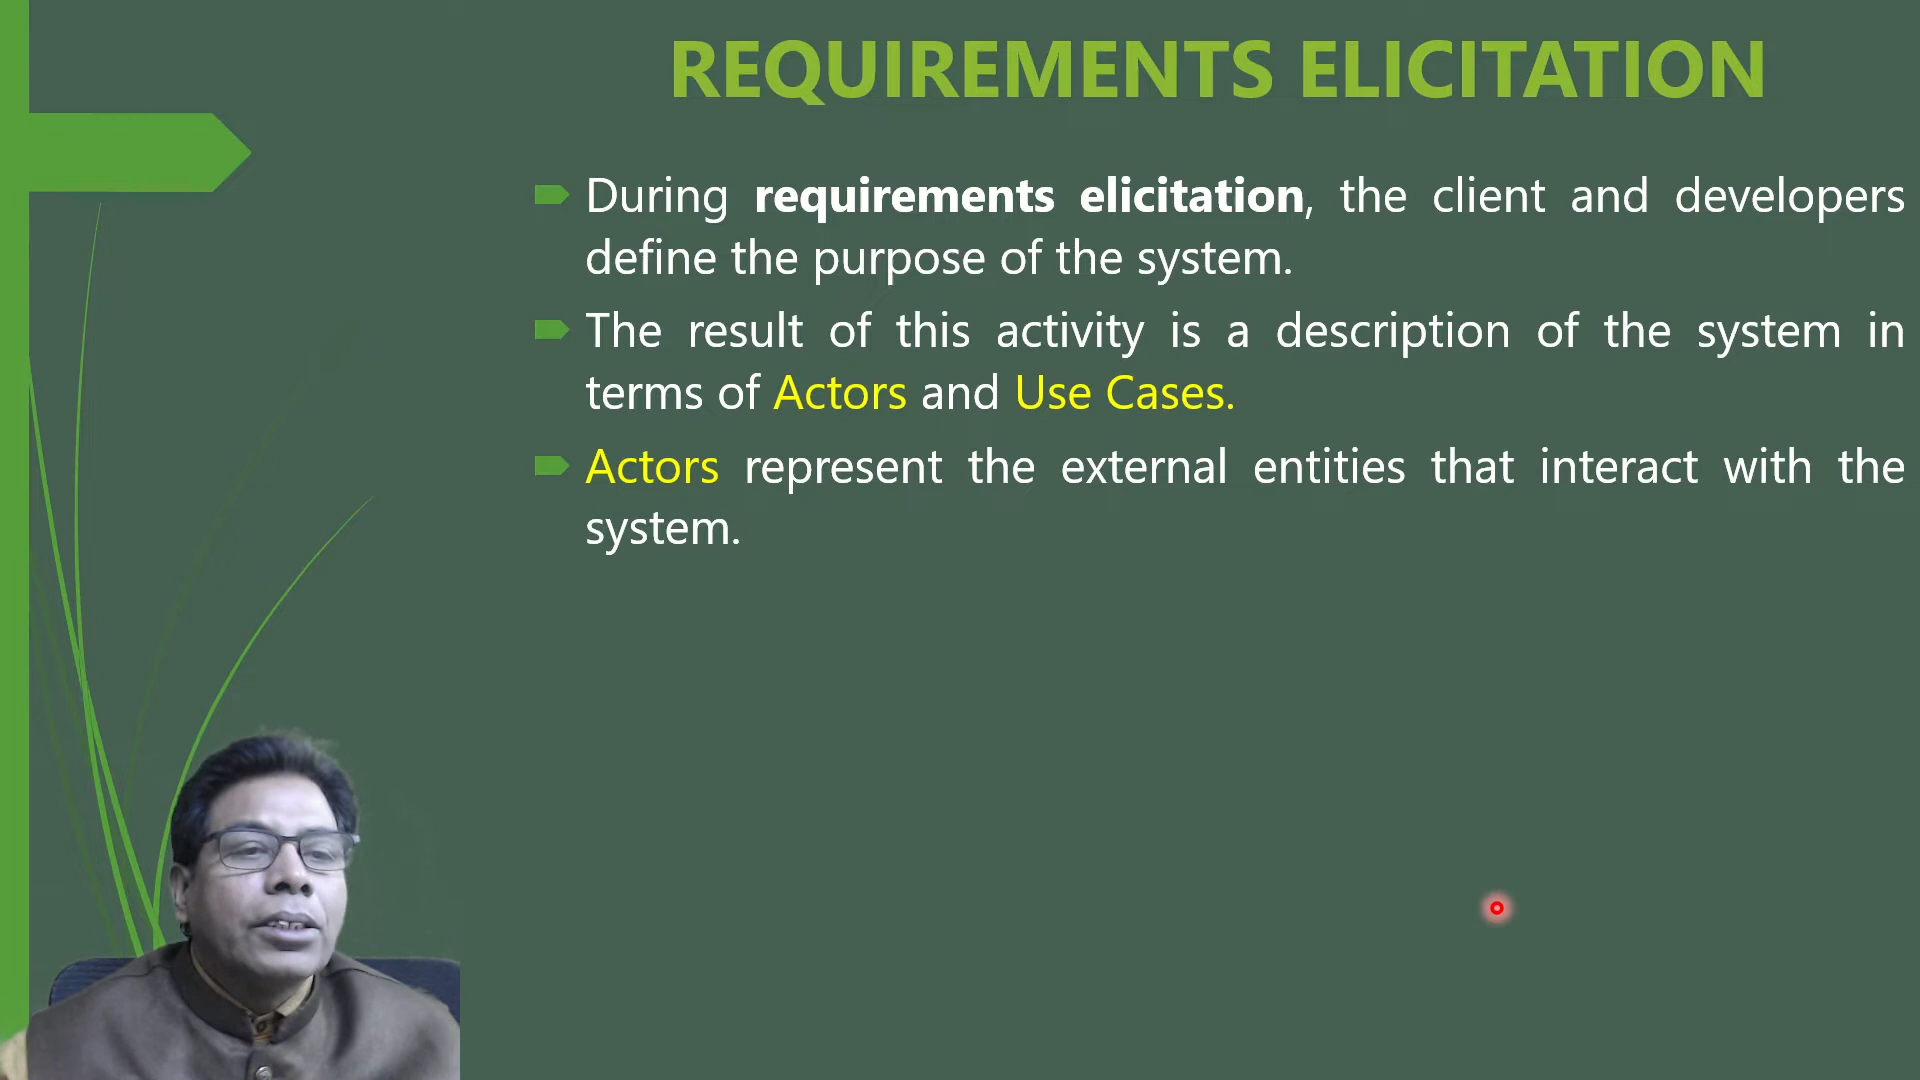 REQUIREMENTS ELICITATION
During requirements elicitation, the client and developers
define the purpose of the system.
The result of this activity is a description of the system in
terms of Actors and Use Cases.
Actors represent the external entities that interact with the
system.